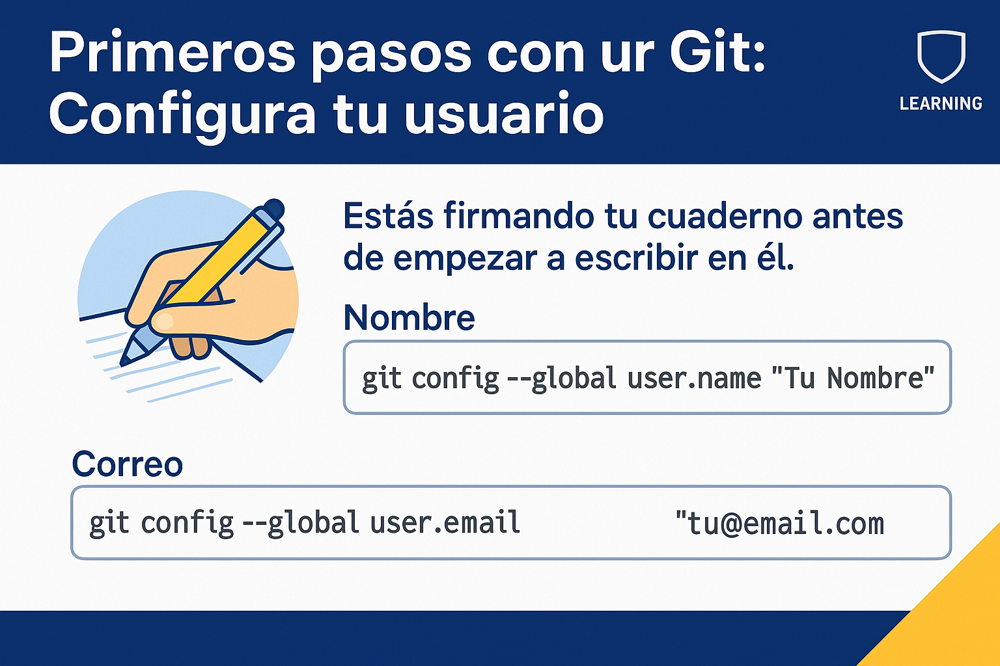 Primeros pasos con ur Git:
Configura tu usuario
LEARNING
Estás firmando tu cuaderno antes
de empezar a escribir en él.
Nombre
git config --global user.name "Tu Nombre"
Correo
git config --global user.email "tu@email.com